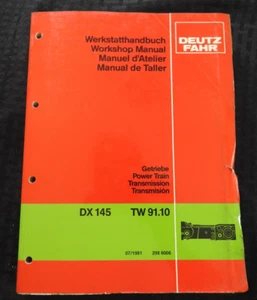 Werkstatthandbuch
Workshop Manual
Manuel d'Atelier
Manual de Taller
DEUTZ
FAHR
Getriebe
Power Train
Transmission
Transmisión
DX 145 TW 91.10
07/1981